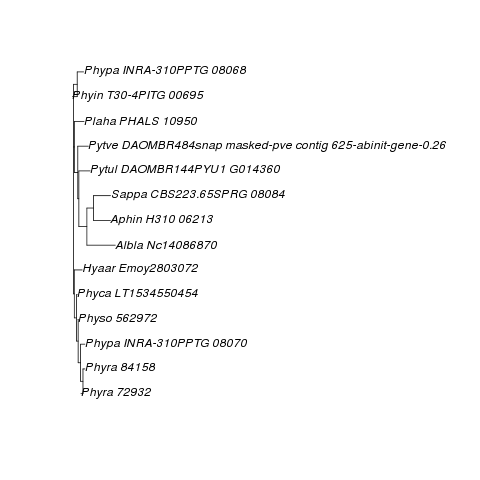 Phypa INRA-310PPTG 08068
Phyin T30-4PITG 00695
Plaha PHALS 10950
Pytve DAOMBR484snap masked-pve contig 625-abinit-gene-0.26
Pytul DAOMBR144PYU1 G014360
Sappa CBS223.65SPRG 08084
Aphin H310 06213
Albla Nc14086870
Hyaar Emoy2803072
Phyca LT1534550454
Physo 562972
Phypa INRA-310PPTG 08070
Phyra 84158
Phyra 72932